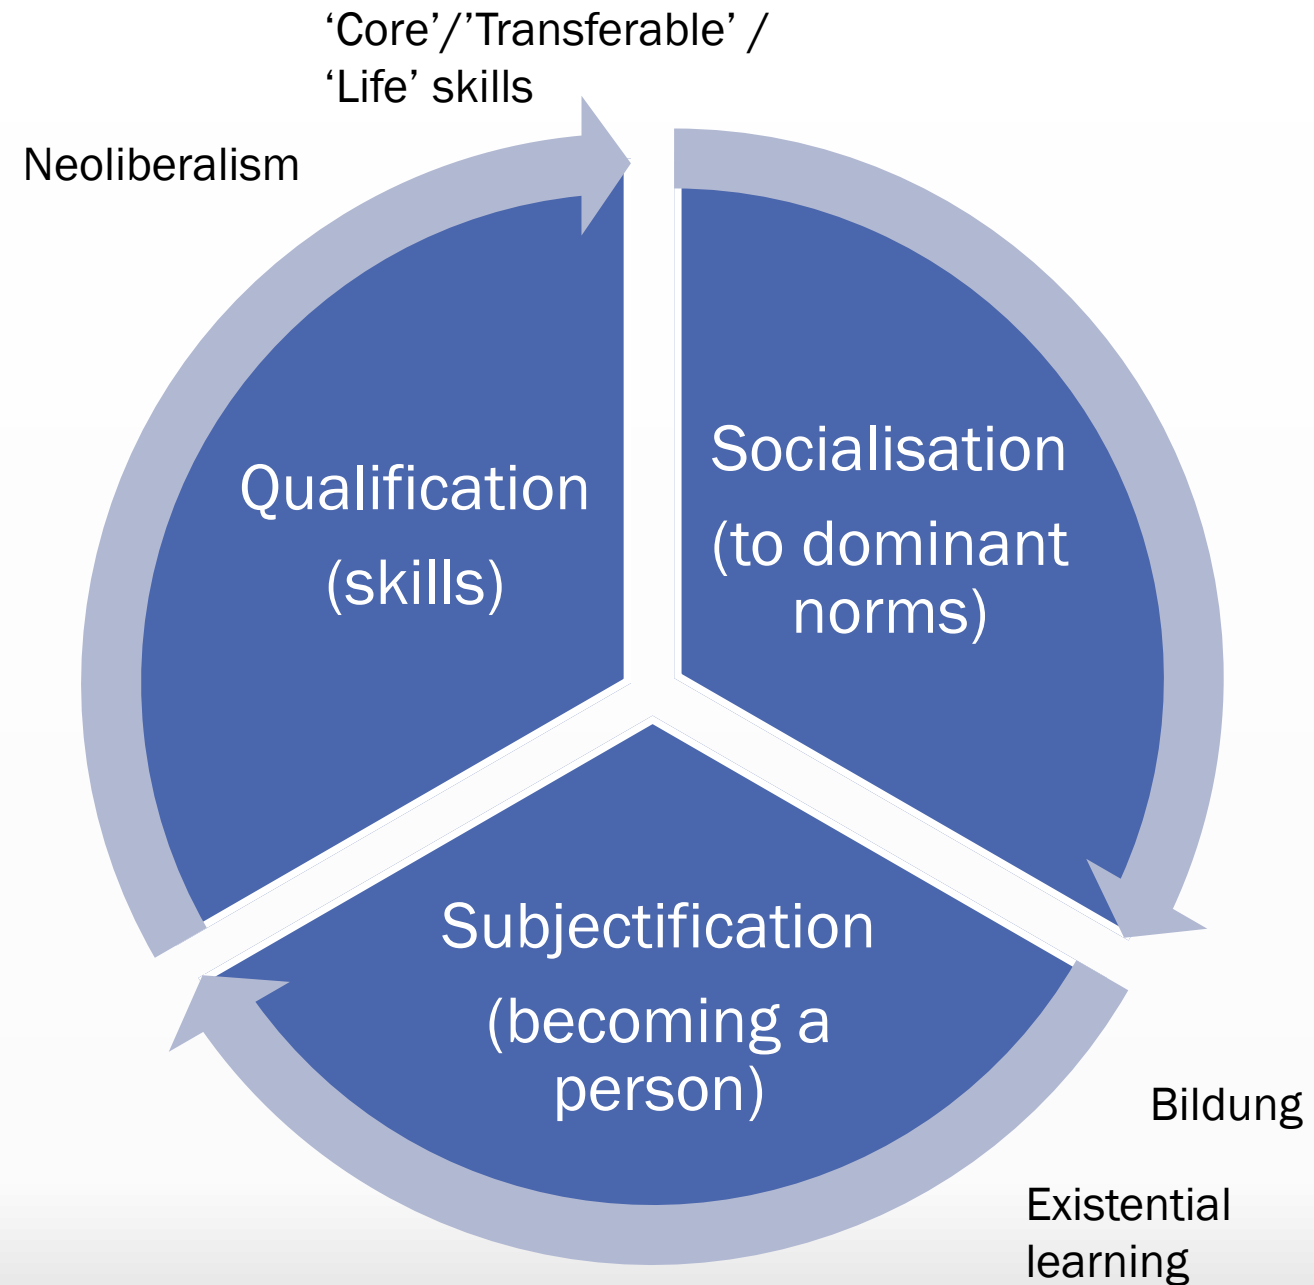 ‘Core’/’Transferable’ /
‘Life’ skills
Neoliberalism
Qualification
(skills)
Socialisation
(to dominant
norms)
Subjectification
(becoming a
person)
Bildung
Existential
learning